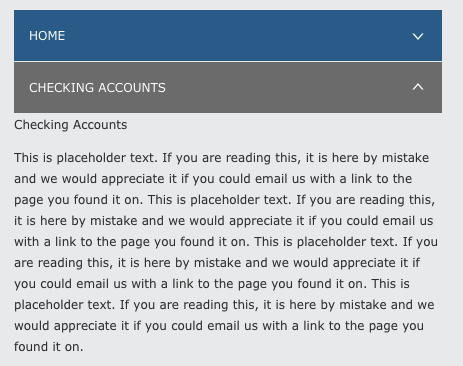 HOME
CHECKING ACCOUNTS
Checking Accounts
This is placeholder text. If you are reading this, it is here by mistake
and we would appreciate it if you could email us with a link to the
page you found it on. This is placeholder text. If you are reading this,
it is here by mistake and we would appreciate it if you could email us
with a link to the page you found it on. This is placeholder text. If you
are reading this, it is here by mistake and we would appreciate it if
you could email us with a link to the page you found it on. This is
placeholder text. If you are reading this, it is here by mistake and we
would appreciate it if you could email us with a link to the page you
found it on.